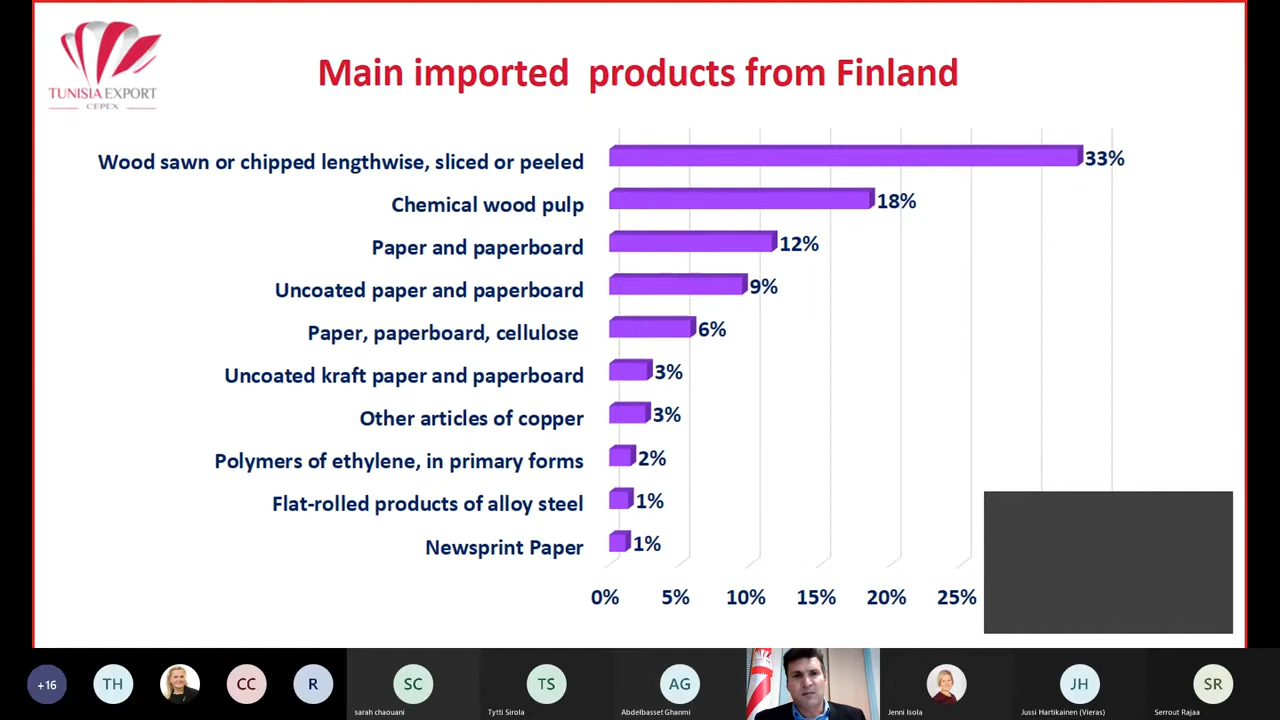 TUNISIA EXPORT
CEPEX
Main imported products from Finland
Wood sawn or chipped lengthwise, sliced or peeled 33%
Chemical wood pulp 18%
Paper and paperboard 12%
Uncoated paper and paperboard 9%
Paper, paperboard, cellulose 6%
Uncoated kraft paper and paperboard 3%
Other articles of copper 3%
Polymers of ethylene, in primary forms 2%
Flat-rolled products of alloy steel 1%
Newsprint Paper 1%
0% 5% 10% 15% 20% 25%
+16 TH CC R SC TS AG JH SR
sarah chaouani Tytti Sirola Abdelbasset Ghanmi Jenni Isola Jussi Hartikainen (Vieras) Serrout Rajaa